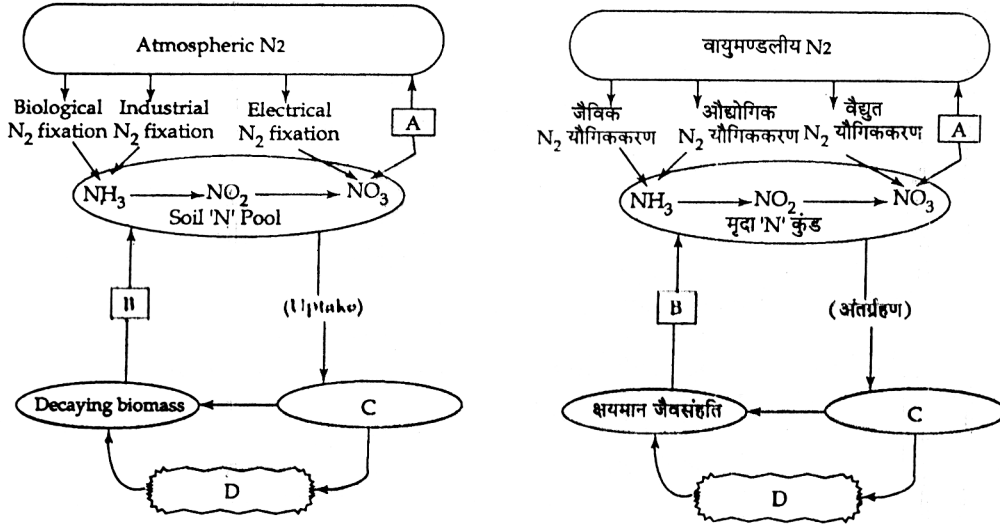 Atmospheric N2
Biological Industrial Electrical
N2 fixation N2 fixation N2 fixation
A
NH3 NO2 NO3
Soil 'N' Pool
B
(Uptake)
Decaying biomass
C
D
वायुमण्डलीय N2
जैविक औद्योगिक वैद्युत
N2 यौगिककरण N2 यौगिककरण N2 यौगिककरण
A
NH3 NO2 NO3
मृदा 'N' कुंड
B
(अंतर्ग्रहण)
क्षयमान जैवसंहति
C
D